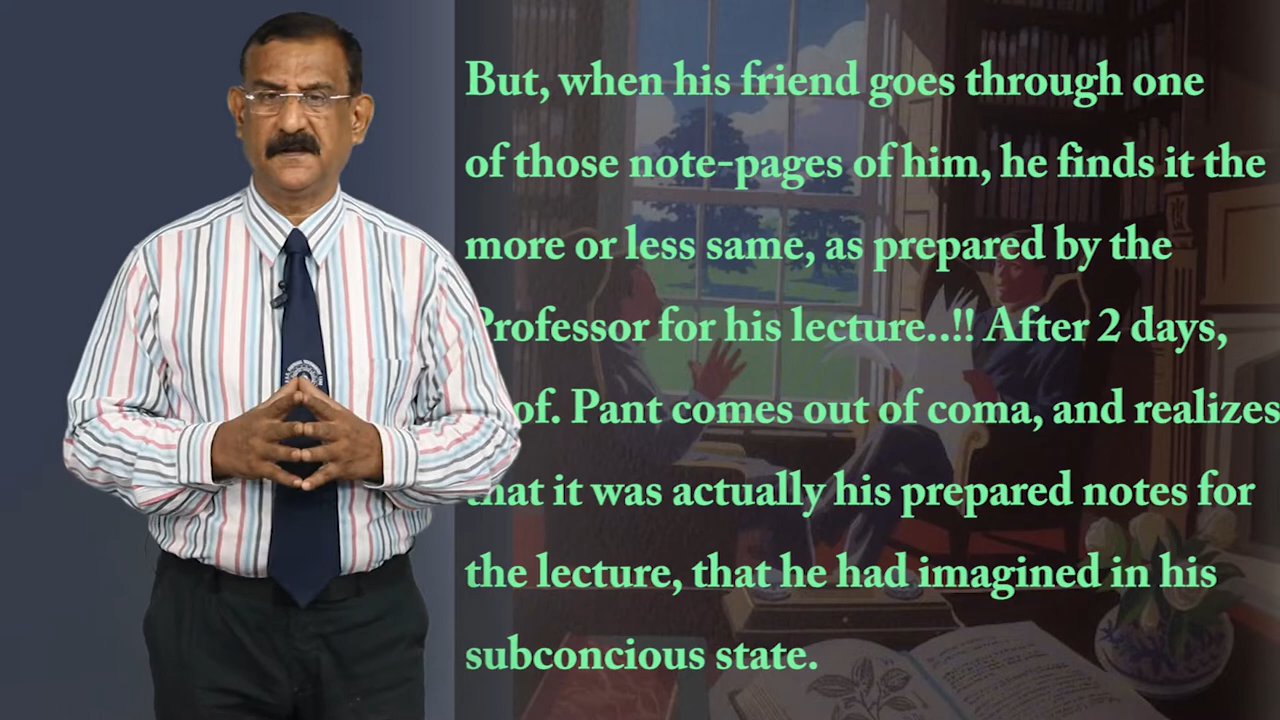 But, when his friend goes through one
of those note-pages of him, he finds it the
more or less same, as prepared by the
Professor for his lecture..!! After 2 days,
Prof. Pant comes out of coma, and realizes
that it was actually his prepared notes for
the lecture, that he had imagined in his
subconcious state.